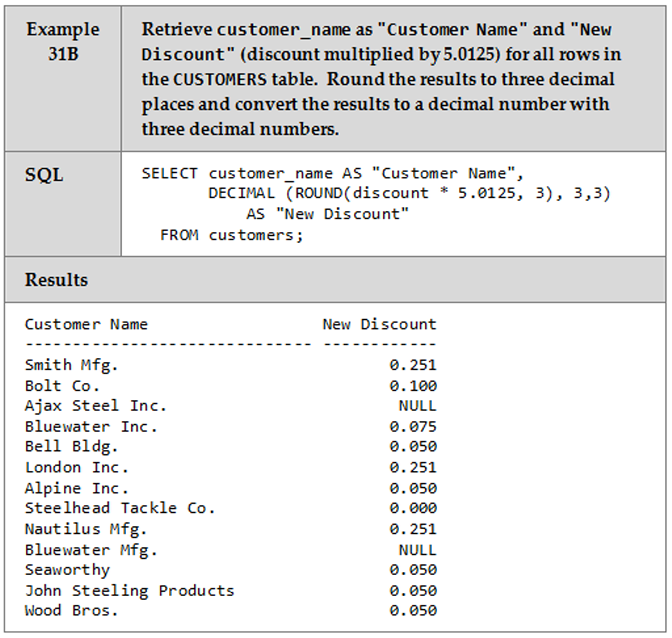 Example
31B
Retrieve customer_name as "Customer Name" and "New
Discount" (discount multiplied by 5.0125) for all rows in
the CUSTOMERS table. Round the results to three decimal
places and convert the results to a decimal number with
three decimal numbers.
SQL
SELECT customer_name AS "Customer Name",
DECIMAL (ROUND(discount * 5.0125, 3), 3,3)
AS "New Discount"
FROM customers;
Results
Customer Name New Discount
------------------------------ ------------
Smith Mfg. 0.251
Bolt Co. 0.100
Ajax Steel Inc. NULL
Bluewater Inc. 0.075
Bell Bldg. 0.050
London Inc. 0.251
Alpine Inc. 0.050
Steelhead Tackle Co. 0.000
Nautilus Mfg. 0.251
Bluewater Mfg. NULL
Seaworthy 0.050
John Steeling Products 0.050
Wood Bros. 0.050